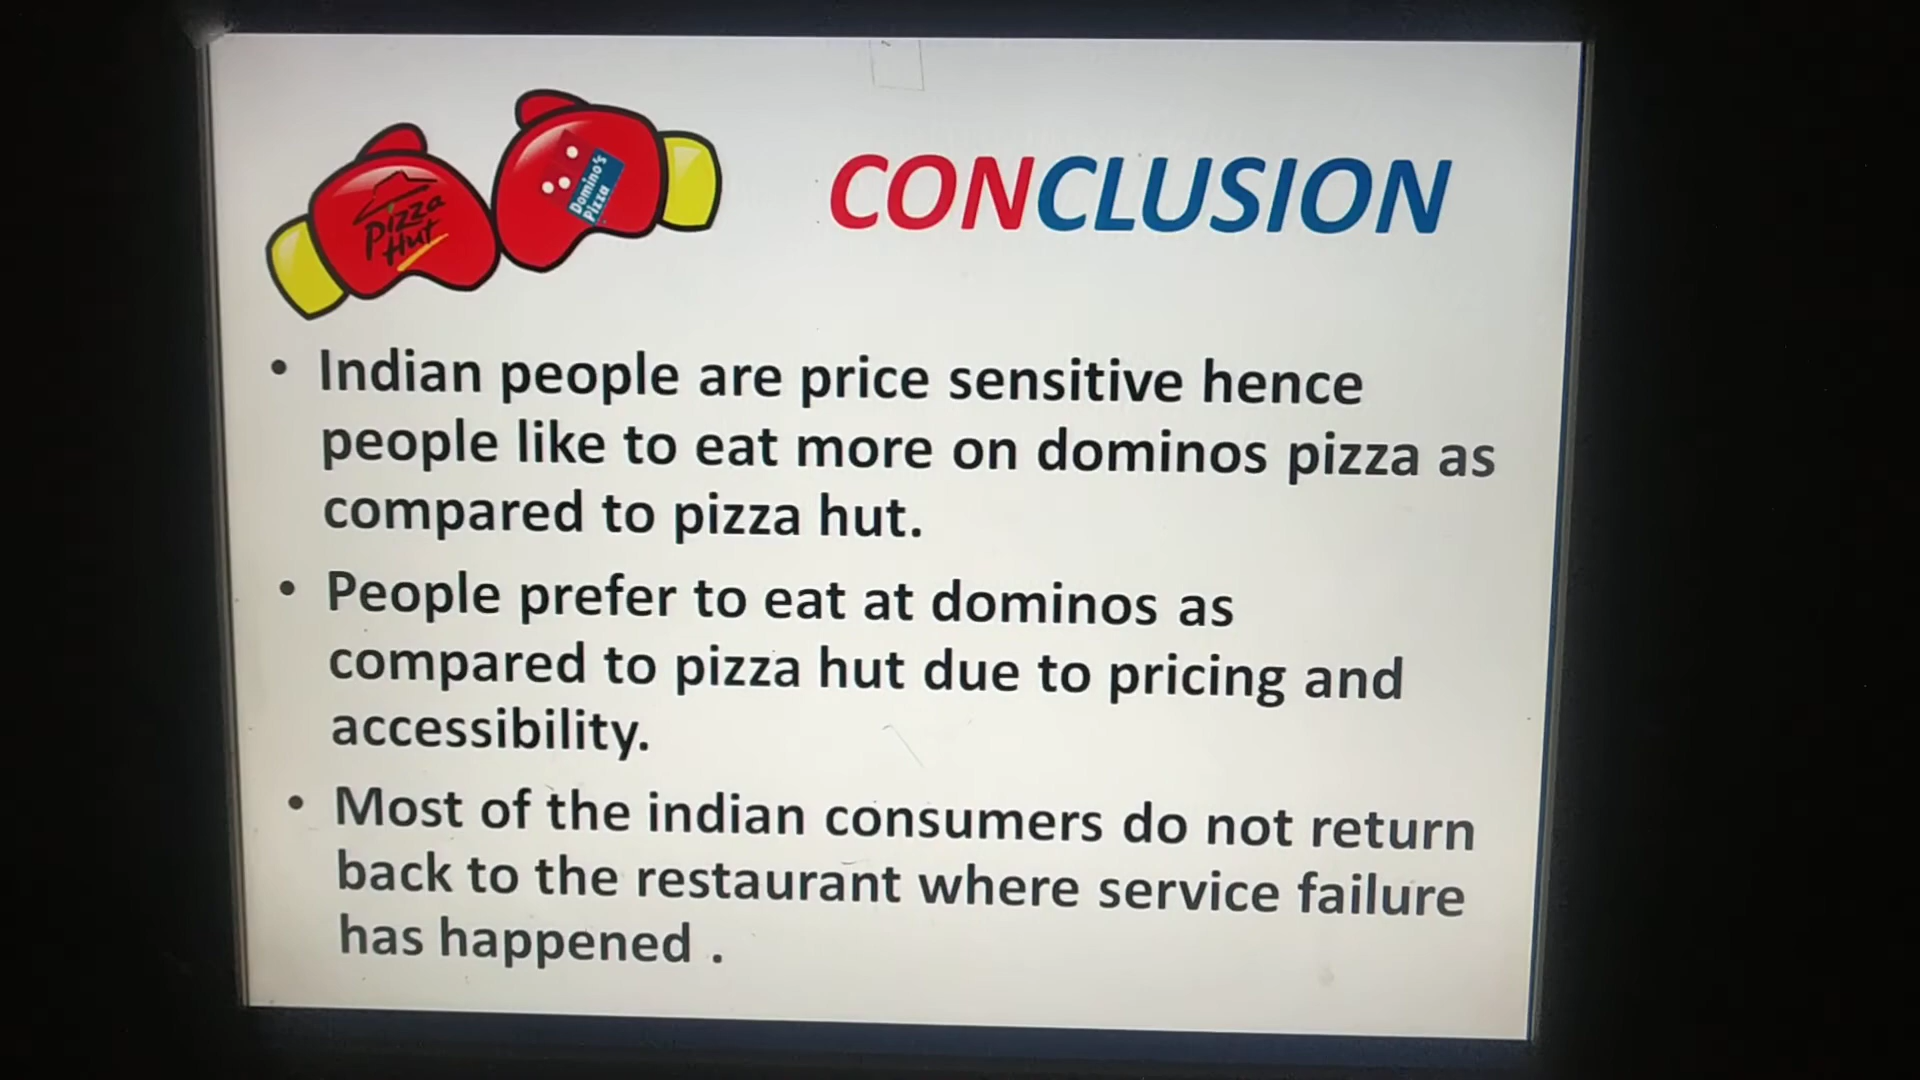 Pizza
Hut
Domino's
Pizza
CONCLUSION
• Indian people are price sensitive hence
people like to eat more on dominos pizza as
compared to pizza hut.
• People prefer to eat at dominos as
compared to pizza hut due to pricing and
accessibility.
• Most of the indian consumers do not return
back to the restaurant where service failure
has happened .